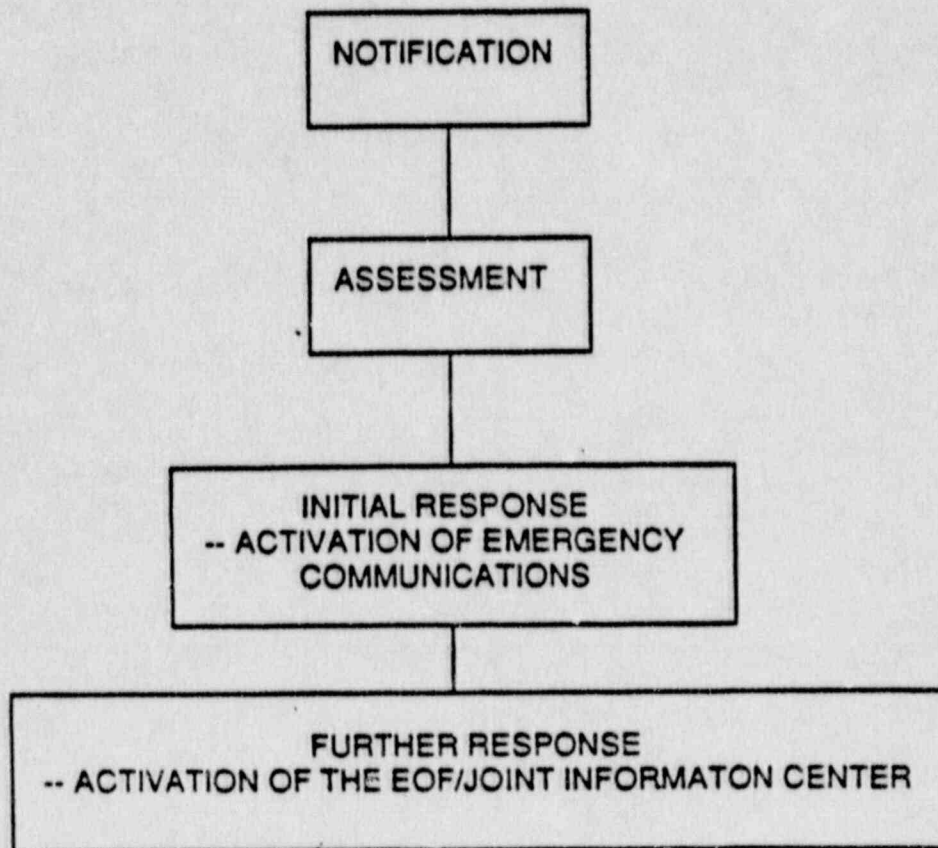 NOTIFICATION
ASSESSMENT
INITIAL RESPONSE
-- ACTIVATION OF EMERGENCY
COMMUNICATIONS
FURTHER RESPONSE
-- ACTIVATION OF THE EOF/JOINT INFORMATON CENTER